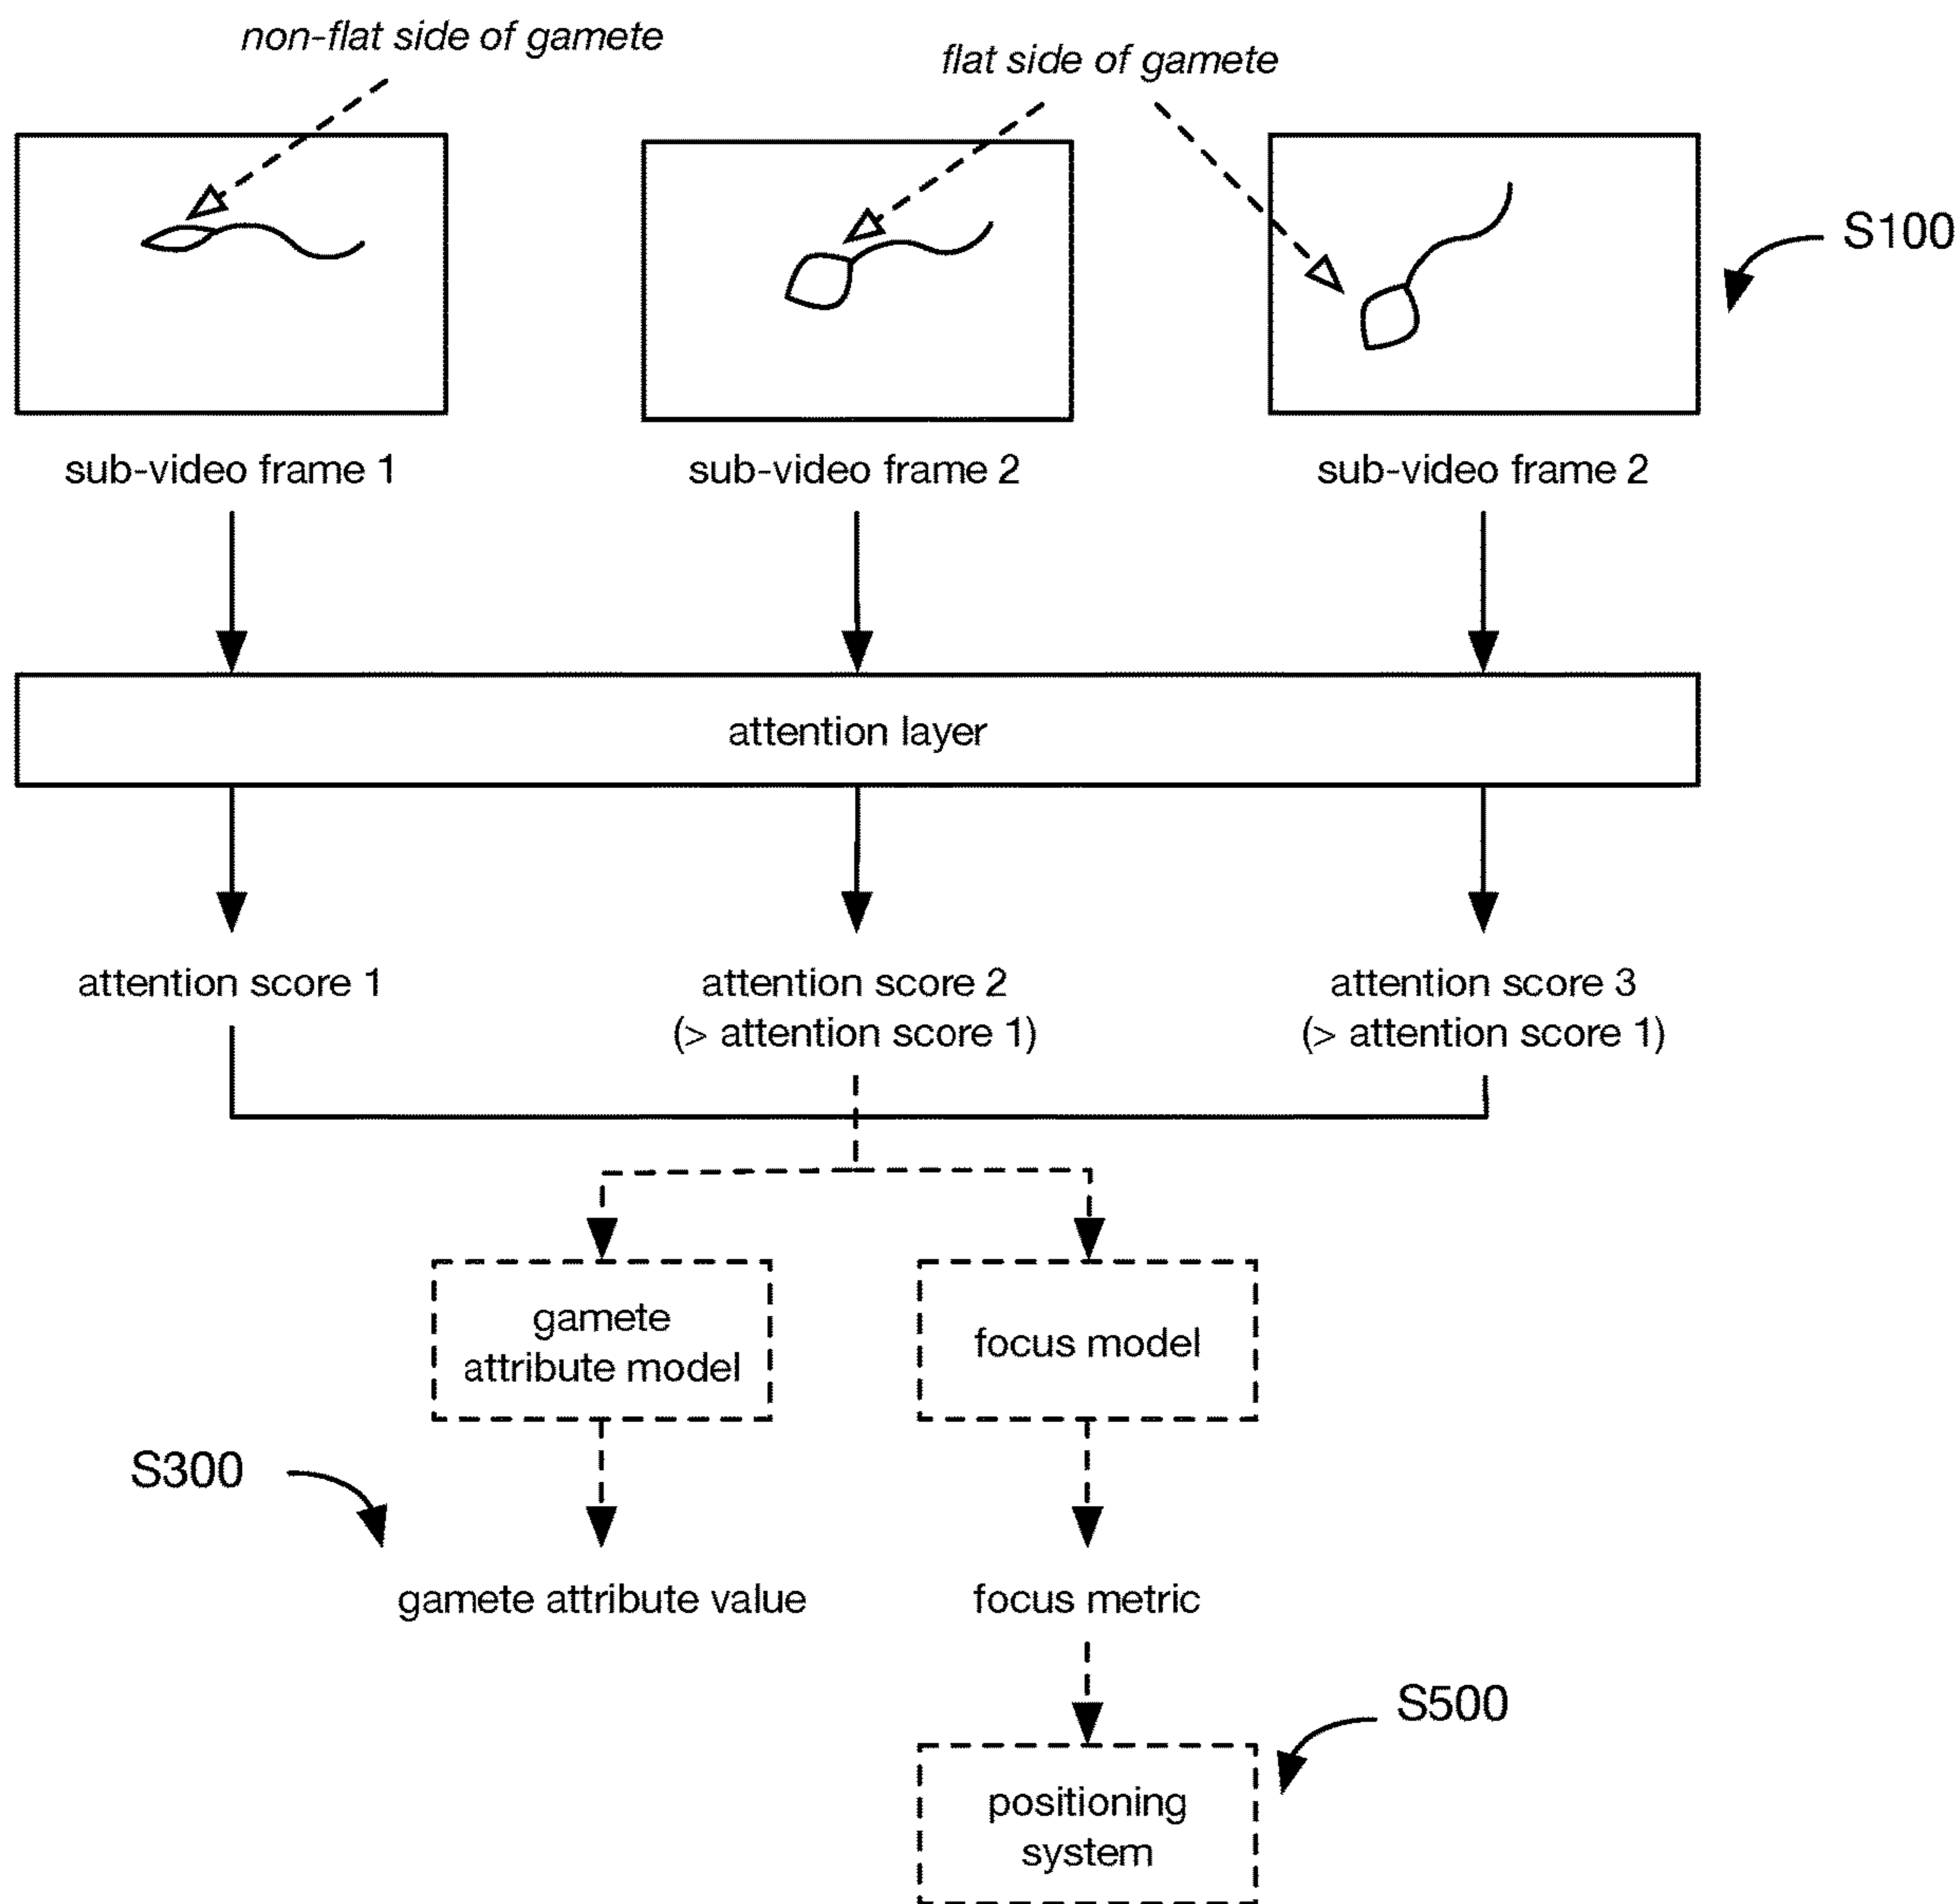 non-flat side of gamete
flat side of gamete
S100
sub-video frame 1
sub-video frame 2
sub-video frame 2
attention layer
attention score 1
attention score 2
(> attention score 1)
attention score 3
(> attention score 1)
gamete
attribute model
focus model
S300
gamete attribute value
focus metric
S500
positioning
system